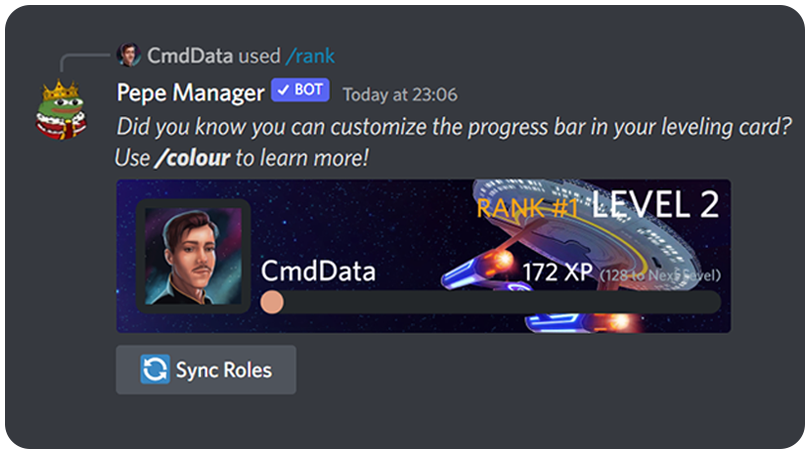 CmdData used /rank
Pepe Manager BOT Today at 23:06
Did you know you can customize the progress bar in your leveling card?
Use /colour to learn more!
RANK #1 LEVEL 2
CmdData 172 XP (128 to Next Level)
Sync Roles